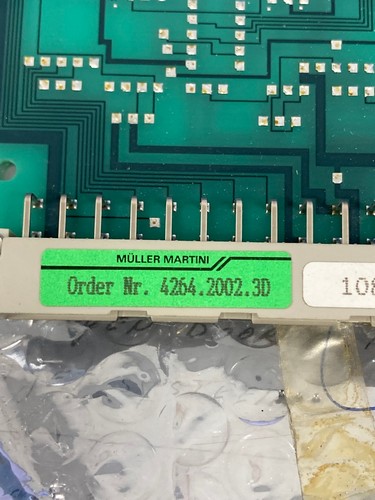 MÜLLER MARTINI
Order Nr. 4264.2002.3D